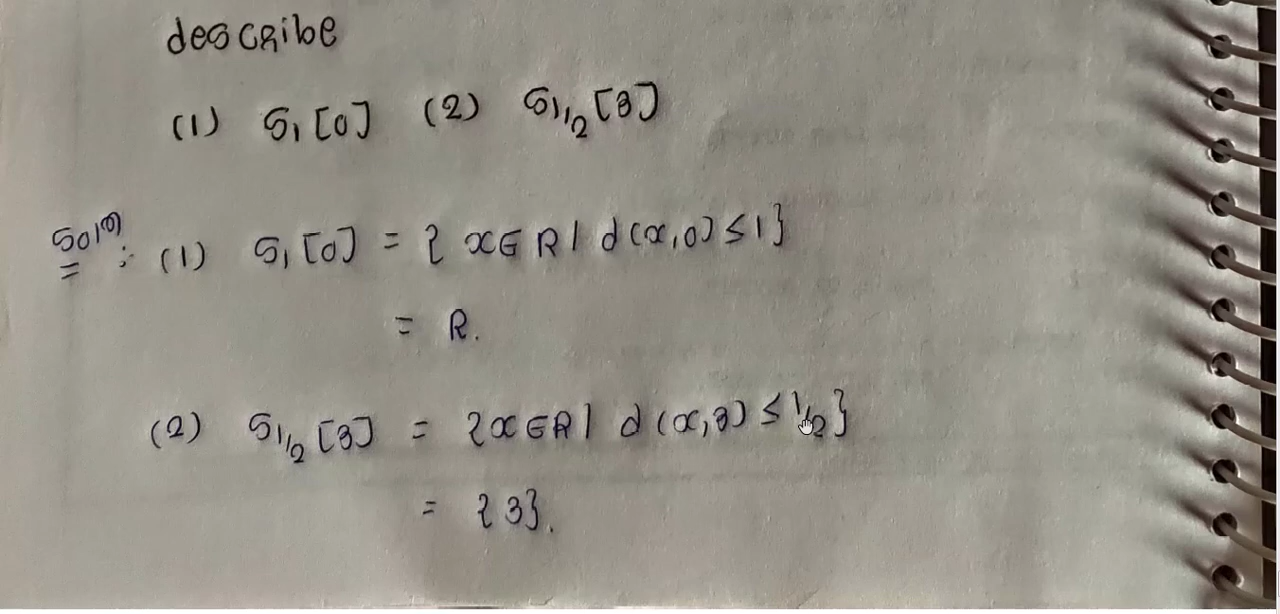 describe
(1) S₁[0] (2) S₁/₂[3]
Soln: (1) S₁[0] = {x∈R / d(x,0) ≤ 1}
= R.
(2) S₁/₂[3] = {x∈R / d(x,3) ≤ 1/2}
= {3}.